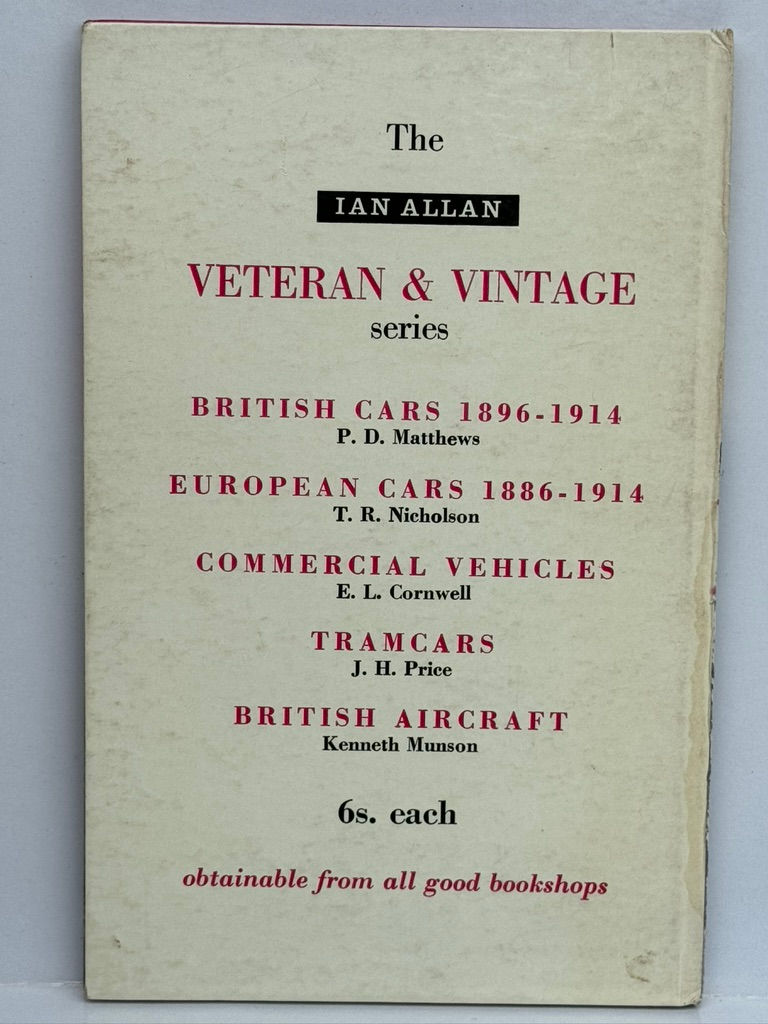 The
IAN ALLAN
VETERAN & VINTAGE
series
BRITISH CARS 1896-1914
P. D. Matthews
EUROPEAN CARS 1886-1914
T. R. Nicholson
COMMERCIAL VEHICLES
E. L. Cornwell
TRAMCARS
J. H. Price
BRITISH AIRCRAFT
Kenneth Munson
6s. each
obtainable from all good bookshops